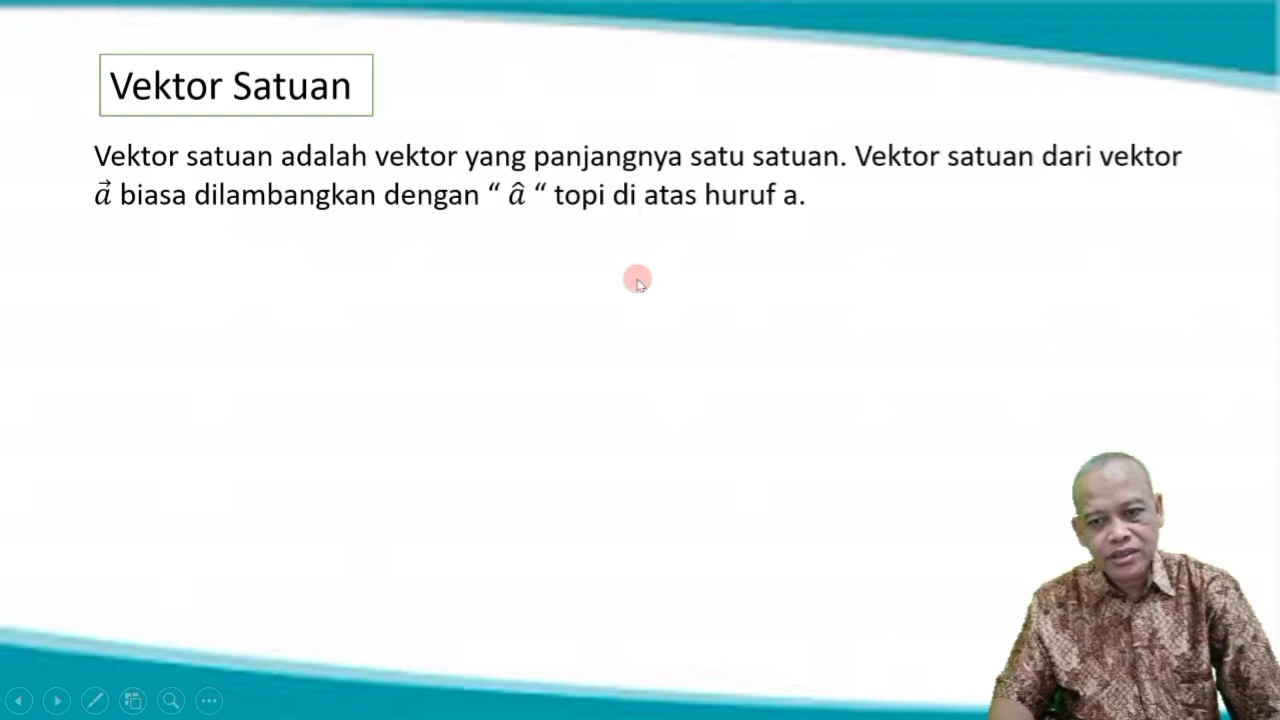 Vektor Satuan
Vektor satuan adalah vektor yang panjangnya satu satuan. Vektor satuan dari vektor
a⃗ biasa dilambangkan dengan “ â “ topi di atas huruf a.